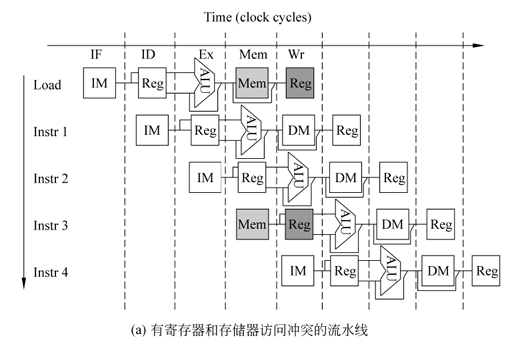 Time (clock cycles)
IF ID Ex Mem Wr
Load IM Reg ALU Mem Reg
Instr 1 IM Reg ALU DM Reg
Instr 2 IM Reg ALU DM Reg
Instr 3 Mem Reg ALU DM Reg
Instr 4 IM Reg ALU DM Reg
(a) 有寄存器和存储器访问冲突的流水线